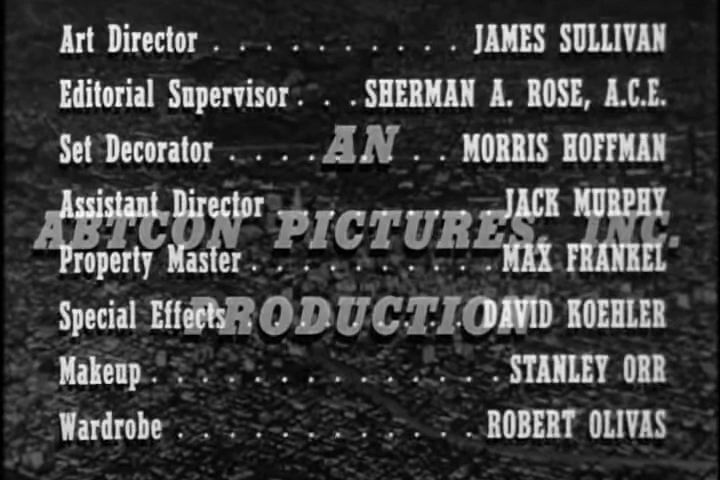 Art Director . . . . . . . . . . JAMES SULLIVAN
Editorial Supervisor . . . SHERMAN A. ROSE, A.C.E.
Set Decorator . . . . . . . MORRIS HOFFMAN
AN
Assistant Director . . . . . . . . . JACK MURPHY
ABTCON PICTURES, INC.
Property Master . . . . . . . . . . MAX FRANKEL
PRODUCTION
Special Effects . . . . . . . . . . DAVID KOEHLER
Makeup . . . . . . . . . . . . . . STANLEY ORR
Wardrobe . . . . . . . . . . . . ROBERT OLIVAS